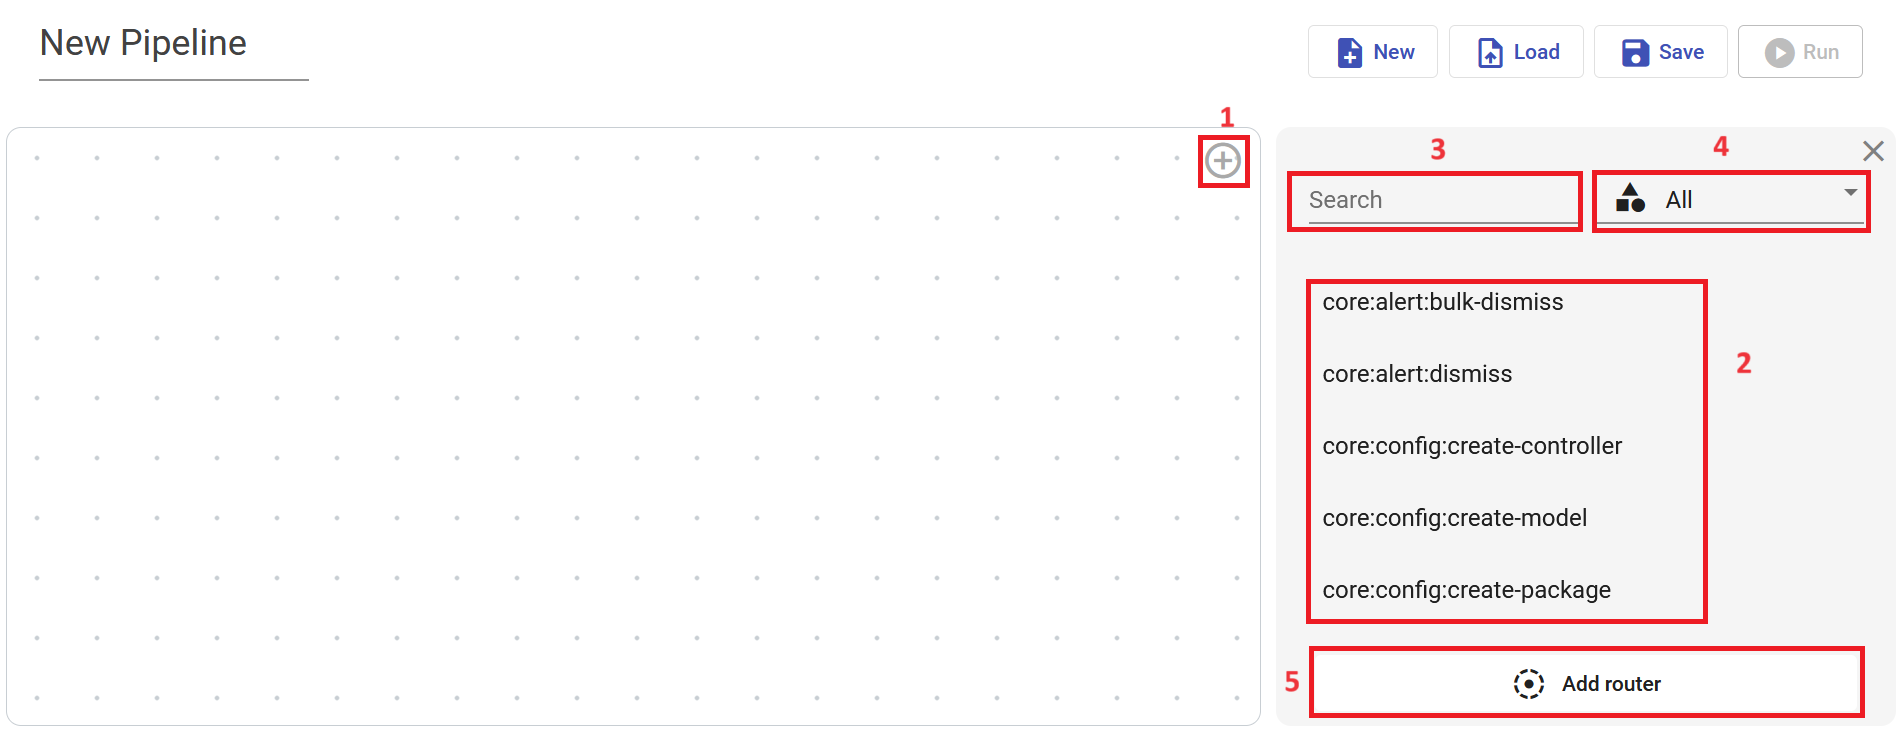 New Pipeline
New
Load
Save
Run
1
3
4
Search
All
core:alert:bulk-dismiss
2
core:alert:dismiss
core:config:create-controller
core:config:create-model
core:config:create-package
5
Add router